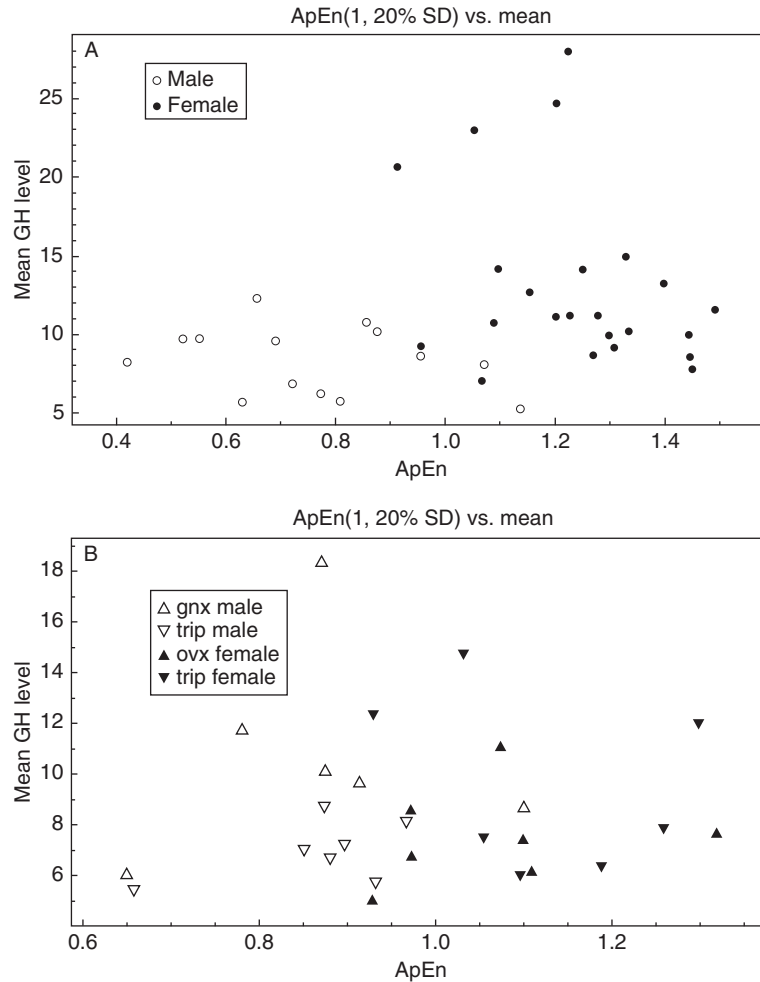 ApEn(1, 20% SD) vs. mean
A
Male
Female
25
20
15
10
5
Mean GH level
0.4 0.6 0.8 1.0 1.2 1.4
ApEn
ApEn(1, 20% SD) vs. mean
B
gnx male
trip male
ovx female
trip female
18
16
14
12
10
8
6
Mean GH level
0.6 0.8 1.0 1.2
ApEn